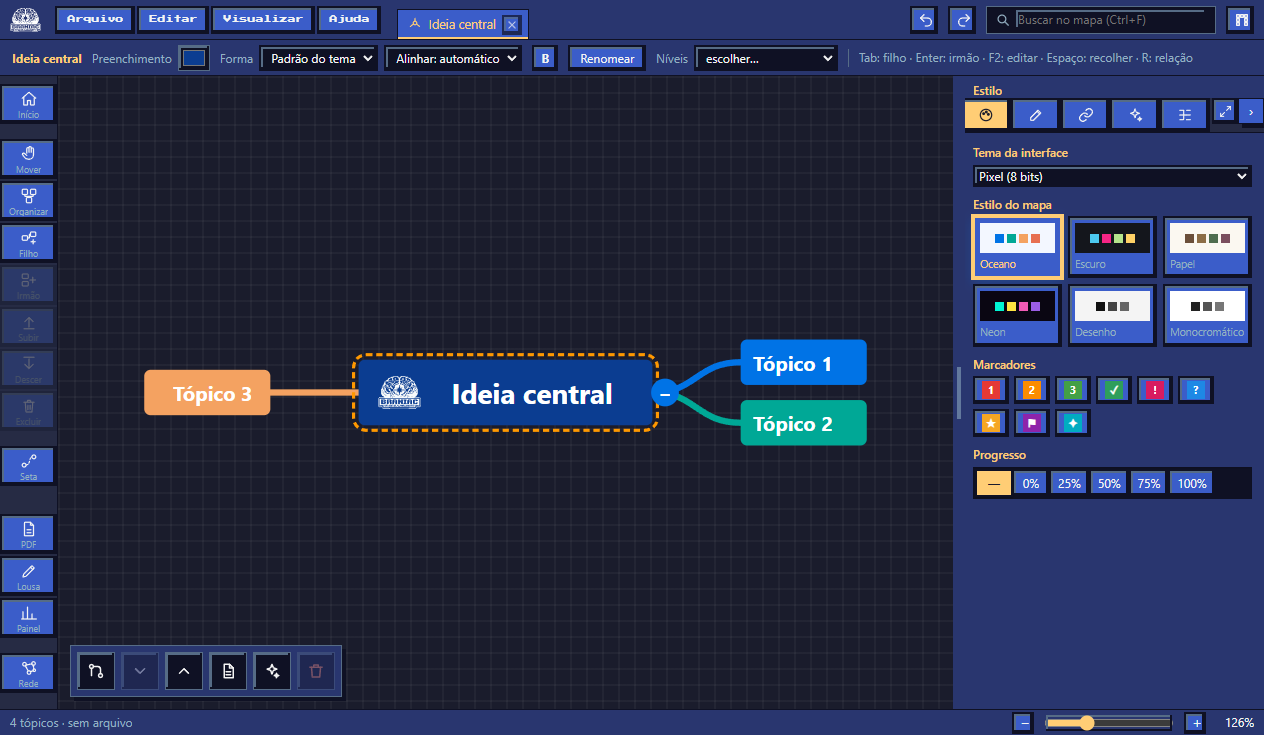 Arquivo Editar Visualizar Ajuda Ideia central Buscar no mapa (Ctrl+F)
Ideia central Preenchimento Forma Padrão do tema Alinhar: automático B Renomear Níveis escolher... Tab: filho · Enter: irmão · F2: editar · Espaço: recolher · R: relação
Início
Mover
Organizar
Filho
Irmão
Subir
Descer
Excluir
Seta
PDF
Lousa
Painel
Rede
Tópico 3
BRANIAC
Ideia central
Tópico 1
Tópico 2
Estilo
Tema da interface
Pixel (8 bits)
Estilo do mapa
Oceano Escuro Papel
Neon Desenho Monocromático
Marcadores
1 2 3 ! ?
Progresso
— 0% 25% 50% 75% 100%
4 tópicos · sem arquivo
126%